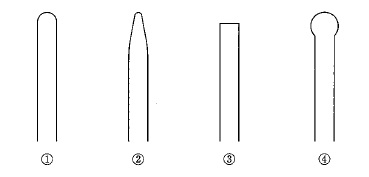 ① ② ③ ④